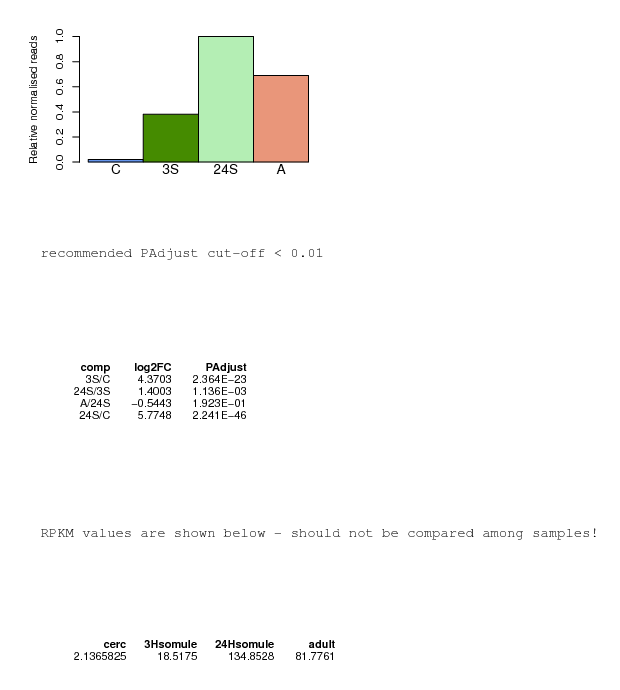 Relative normalised reads
1.0
0.8
0.6
0.4
0.2
0.0
C 3S 24S A
recommended PAdjust cut-off < 0.01
comp log2FC PAdjust
3S/C 4.3703 2.364E−23
24S/3S 1.4003 1.136E−03
A/24S −0.5443 1.923E−01
24S/C 5.7748 2.241E−46
RPKM values are shown below - should not be compared among samples!
cerc 3Hsomule 24Hsomule adult
2.1365825 18.5175 134.8528 81.7761